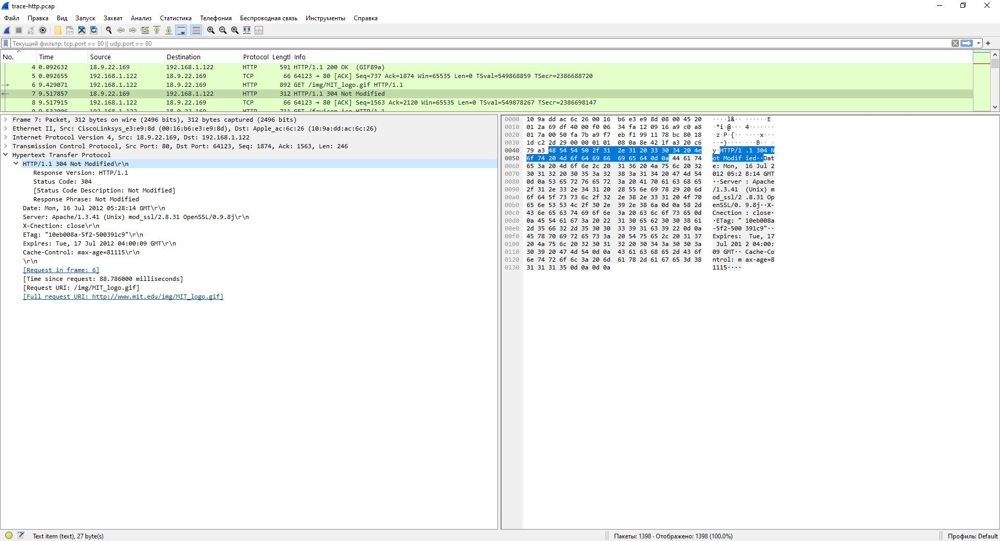 trace-http.pcap
Файл Правка Вид Запуск Захват Анализ Статистика Телефония Беспроводная связь Инструменты Справка
Текущий фильтр: tcp.port == 80 || udp.port == 80
No. Time Source Destination Protocol Lengtl Info
4 0.092632 18.9.22.169 192.168.1.122 HTTP 591 HTTP/1.1 200 OK (GIF89a)
5 0.092655 192.168.1.122 18.9.22.169 TCP 66 64123 → 80 [ACK] Seq=737 Ack=1874 Win=65535 Len=0 TSval=549868859 TSecr=2386688720
6 9.429071 192.168.1.122 18.9.22.169 HTTP 892 GET /img/MIT_logo.gif HTTP/1.1
7 9.517857 18.9.22.169 192.168.1.122 HTTP 312 HTTP/1.1 304 Not Modified
8 9.517915 192.168.1.122 18.9.22.169 TCP 66 64123 → 80 [ACK] Seq=1563 Ack=2120 Win=65535 Len=0 TSval=549878267 TSecr=2386698147
9 9.532006 192.168.1.122 18.9.22.169 HTTP 711 GET /favicon.ico HTTP/1.1
Frame 7: Packet, 312 bytes on wire (2496 bits), 312 bytes captured (2496 bits)
Ethernet II, Src: CiscoLinksys_e3:e9:8d (00:16:b6:e3:e9:8d), Dst: Apple_ac:6c:26 (10:9a:dd:ac:6c:26)
Internet Protocol Version 4, Src: 18.9.22.169, Dst: 192.168.1.122
Transmission Control Protocol, Src Port: 80, Dst Port: 64123, Seq: 1874, Ack: 1563, Len: 246
Hypertext Transfer Protocol
HTTP/1.1 304 Not Modified\r\n
Response Version: HTTP/1.1
Status Code: 304
[Status Code Description: Not Modified]
Response Phrase: Not Modified
Date: Mon, 16 Jul 2012 05:28:14 GMT\r\n
Server: Apache/1.3.41 (Unix) mod_ssl/2.8.31 OpenSSL/0.9.8j\r\n
X-Cnection: close\r\n
ETag: "10eb008a-5f2-500391c9"\r\n
Expires: Tue, 17 Jul 2012 04:00:09 GMT\r\n
Cache-Control: max-age=81115\r\n
\r\n
[Request in frame: 6]
[Time since request: 88.786000 milliseconds]
[Request URI: /img/MIT_logo.gif]
[Full request URI: http://www.mit.edu/img/MIT_logo.gif]
0000 10 9a dd ac 6c 26 00 16 b6 e3 e9 8d 08 00 45 20 ····l&·· ······E
0010 01 2a 69 df 40 00 f0 06 34 fa 12 09 16 a9 c0 a8 ·*i·@··· 4·······
0020 01 7a 00 50 fa 7b a9 f7 eb f1 99 11 78 bc 80 18 ·z·P·{·· ····x···
0030 1d c2 2d 29 00 00 01 01 08 0a 8e 42 1f a3 20 c6 ··-)···· ···B·· ·
0040 79 a3 48 54 54 50 2f 31 2e 31 20 33 30 34 20 4e y·HTTP/1 .1 304 N
0050 6f 74 20 4d 6f 64 69 66 69 65 64 0d 0a 44 61 74 ot Modif ied··Dat
0060 65 3a 20 4d 6f 6e 2c 20 31 36 20 4a 75 6c 20 32 e: Mon, 16 Jul 2
0070 30 31 32 20 30 35 3a 32 38 3a 31 34 20 47 4d 54 012 05:2 8:14 GMT
0080 0d 0a 53 65 72 76 65 72 3a 20 41 70 61 63 68 65 ··Server : Apache
0090 2f 31 2e 33 2e 34 31 20 28 55 6e 69 78 29 20 6d /1.3.41 (Unix) m
00a0 6f 64 5f 73 73 6c 2f 32 2e 38 2e 33 31 20 4f 70 od_ssl/2 .8.31 Op
00b0 65 6e 53 53 4c 2f 30 2e 39 2e 38 6a 0d 0a 58 2d enSSL/0. 9.8j··X-
00c0 43 6e 65 63 74 69 6f 6e 3a 20 63 6c 6f 73 65 0d Cnection : close·
00d0 0a 45 54 61 67 3a 20 22 31 30 65 62 30 30 38 61 ·ETag: " 10eb008a
00e0 2d 35 66 32 2d 35 30 30 33 39 31 63 39 22 0d 0a -5f2-500 391c9"··
00f0 45 78 70 69 72 65 73 3a 20 54 75 65 2c 20 31 37 Expires: Tue, 17
0100 20 4a 75 6c 20 32 30 31 32 20 30 34 3a 30 30 3a Jul 201 2 04:00:
0110 30 39 20 47 4d 54 0d 0a 43 61 63 68 65 2d 43 6f 09 GMT·· Cache-Co
0120 6e 74 72 6f 6c 3a 20 6d 61 78 2d 61 67 65 3d 38 ntrol: m ax-age=8
0130 31 31 31 35 0d 0a 0d 0a 1115····
Text item (text), 27 byte(s) Пакеты: 1398 · Отображено: 1398 (100.0%) Профиль: Default